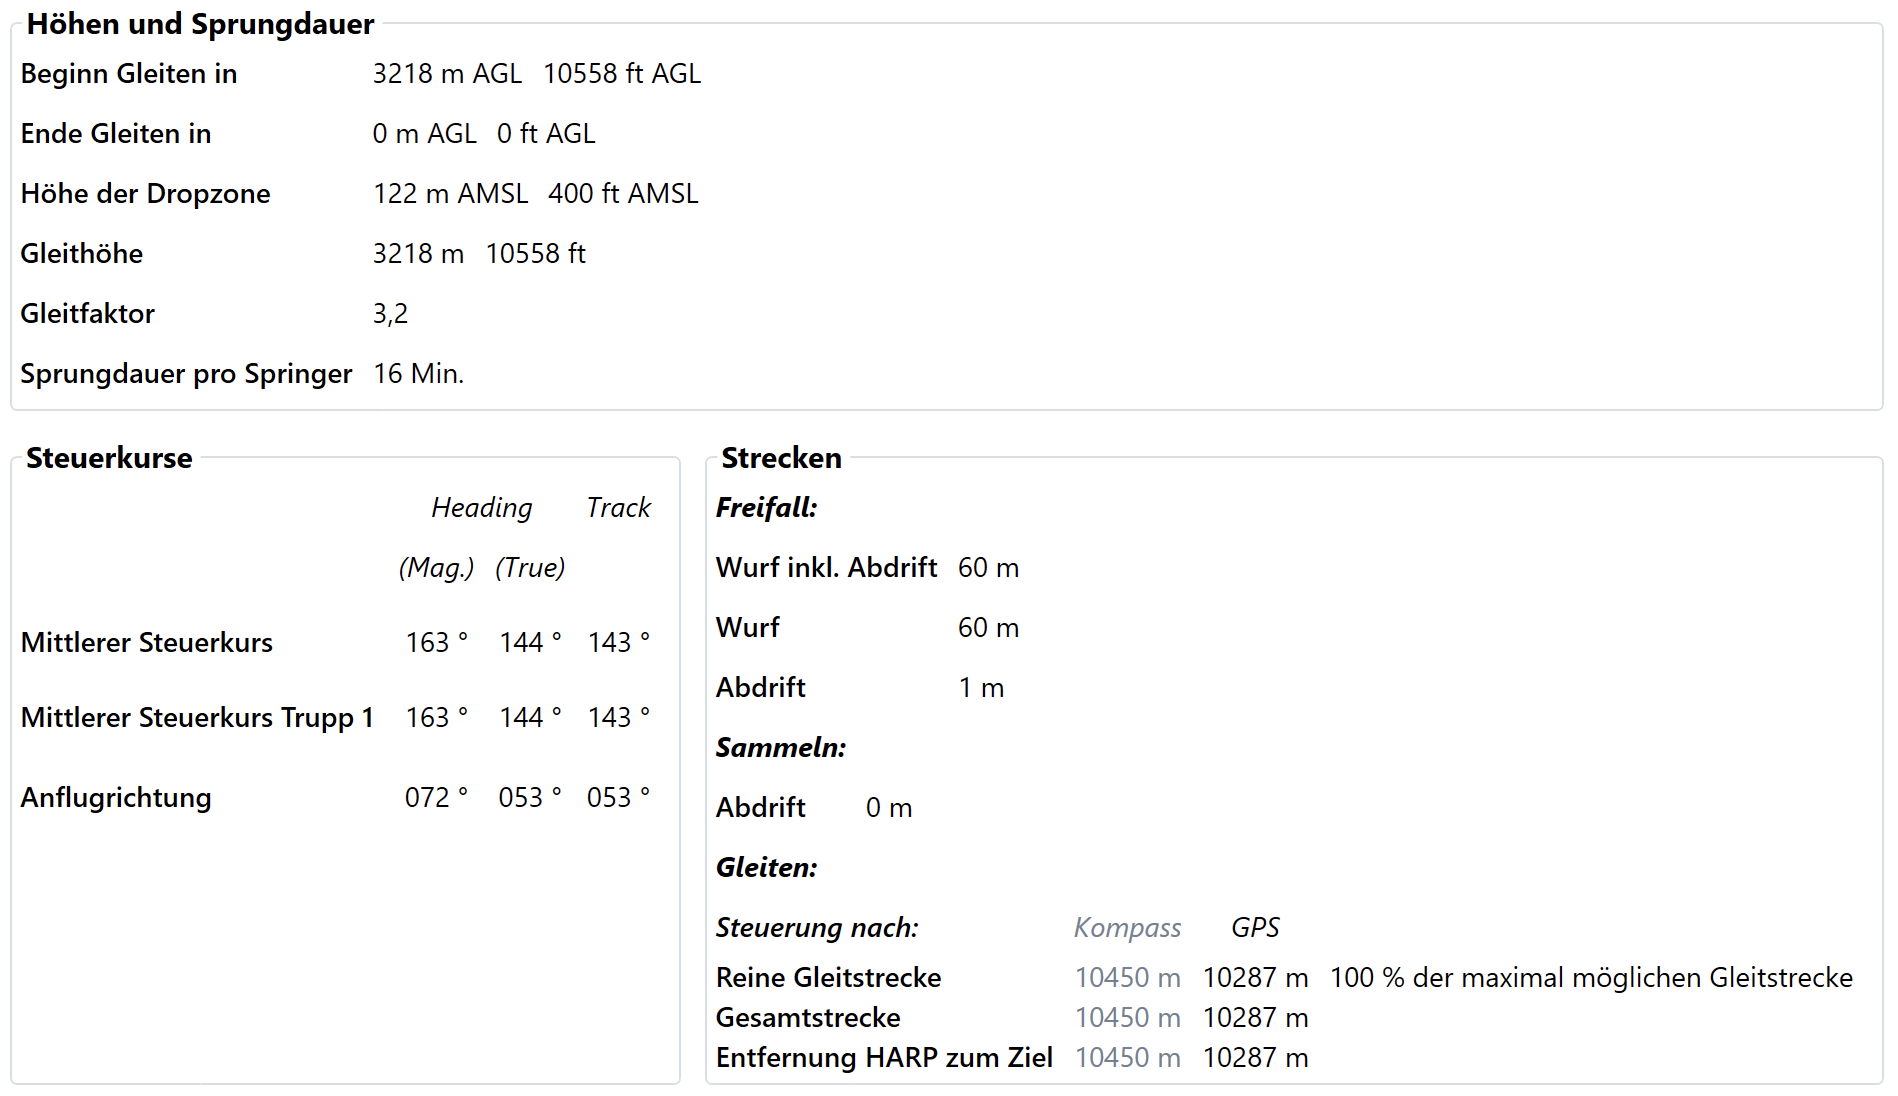 Höhen und Sprungdauer
Beginn Gleiten in 3218 m AGL 10558 ft AGL
Ende Gleiten in 0 m AGL 0 ft AGL
Höhe der Dropzone 122 m AMSL 400 ft AMSL
Gleithöhe 3218 m 10558 ft
Gleitfaktor 3,2
Sprungdauer pro Springer 16 Min.
Steuerkurse
Heading Track
(Mag.) (True)
Mittlerer Steuerkurs 163 ° 144 ° 143 °
Mittlerer Steuerkurs Trupp 1 163 ° 144 ° 143 °
Anflugrichtung 072 ° 053 ° 053 °
Strecken
Freifall:
Wurf inkl. Abdrift 60 m
Wurf 60 m
Abdrift 1 m
Sammeln:
Abdrift 0 m
Gleiten:
Steuerung nach: Kompass GPS
Reine Gleitstrecke 10450 m 10287 m 100 % der maximal möglichen Gleitstrecke
Gesamtstrecke 10450 m 10287 m
Entfernung HARP zum Ziel 10450 m 10287 m